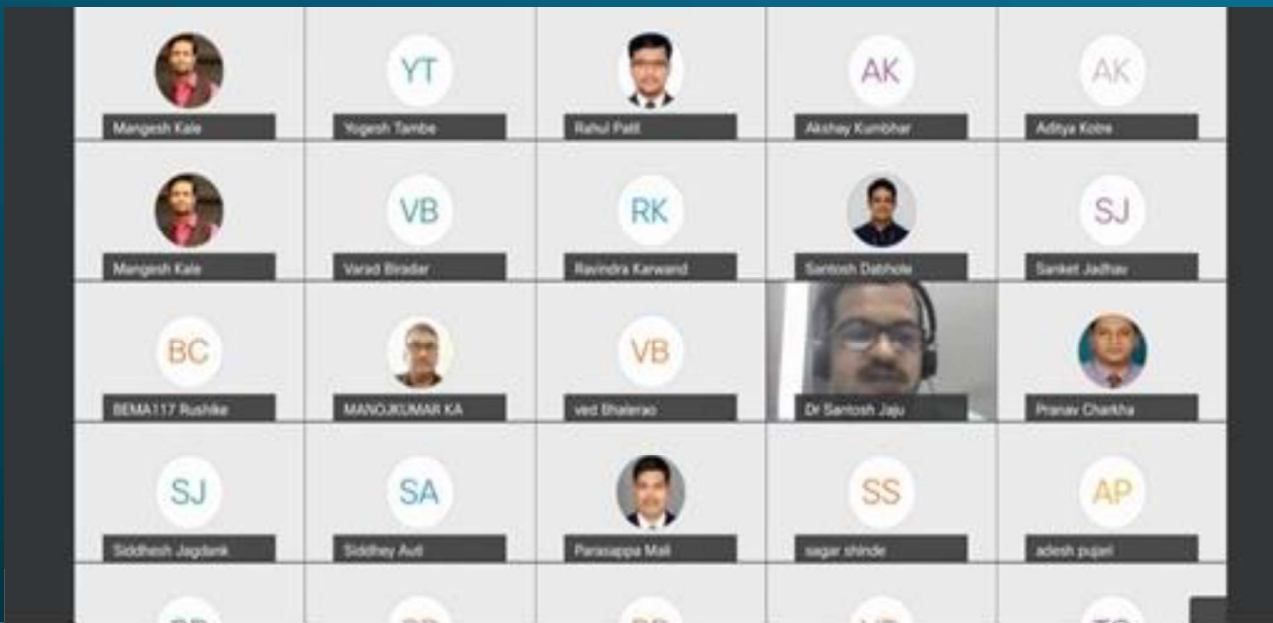 YT
AK
AK
Mangesh Kale
Yogesh Tambe
Rahul Patil
Akshay Kumbhar
Aditya Kotre
VB
RK
SJ
Mangesh Kale
Varad Biradar
Ravindra Karwand
Santosh Dabhole
Sanket Jadhav
BC
VB
BEMA117 Rushike
MANOJKUMAR KA
ved Bhalerao
Dr Santosh Jaju
Pranav Charkha
SJ
SA
SS
AP
Siddhesh Jagdank
Siddhey Auti
Parasappa Mali
sagar shinde
adesh pujari